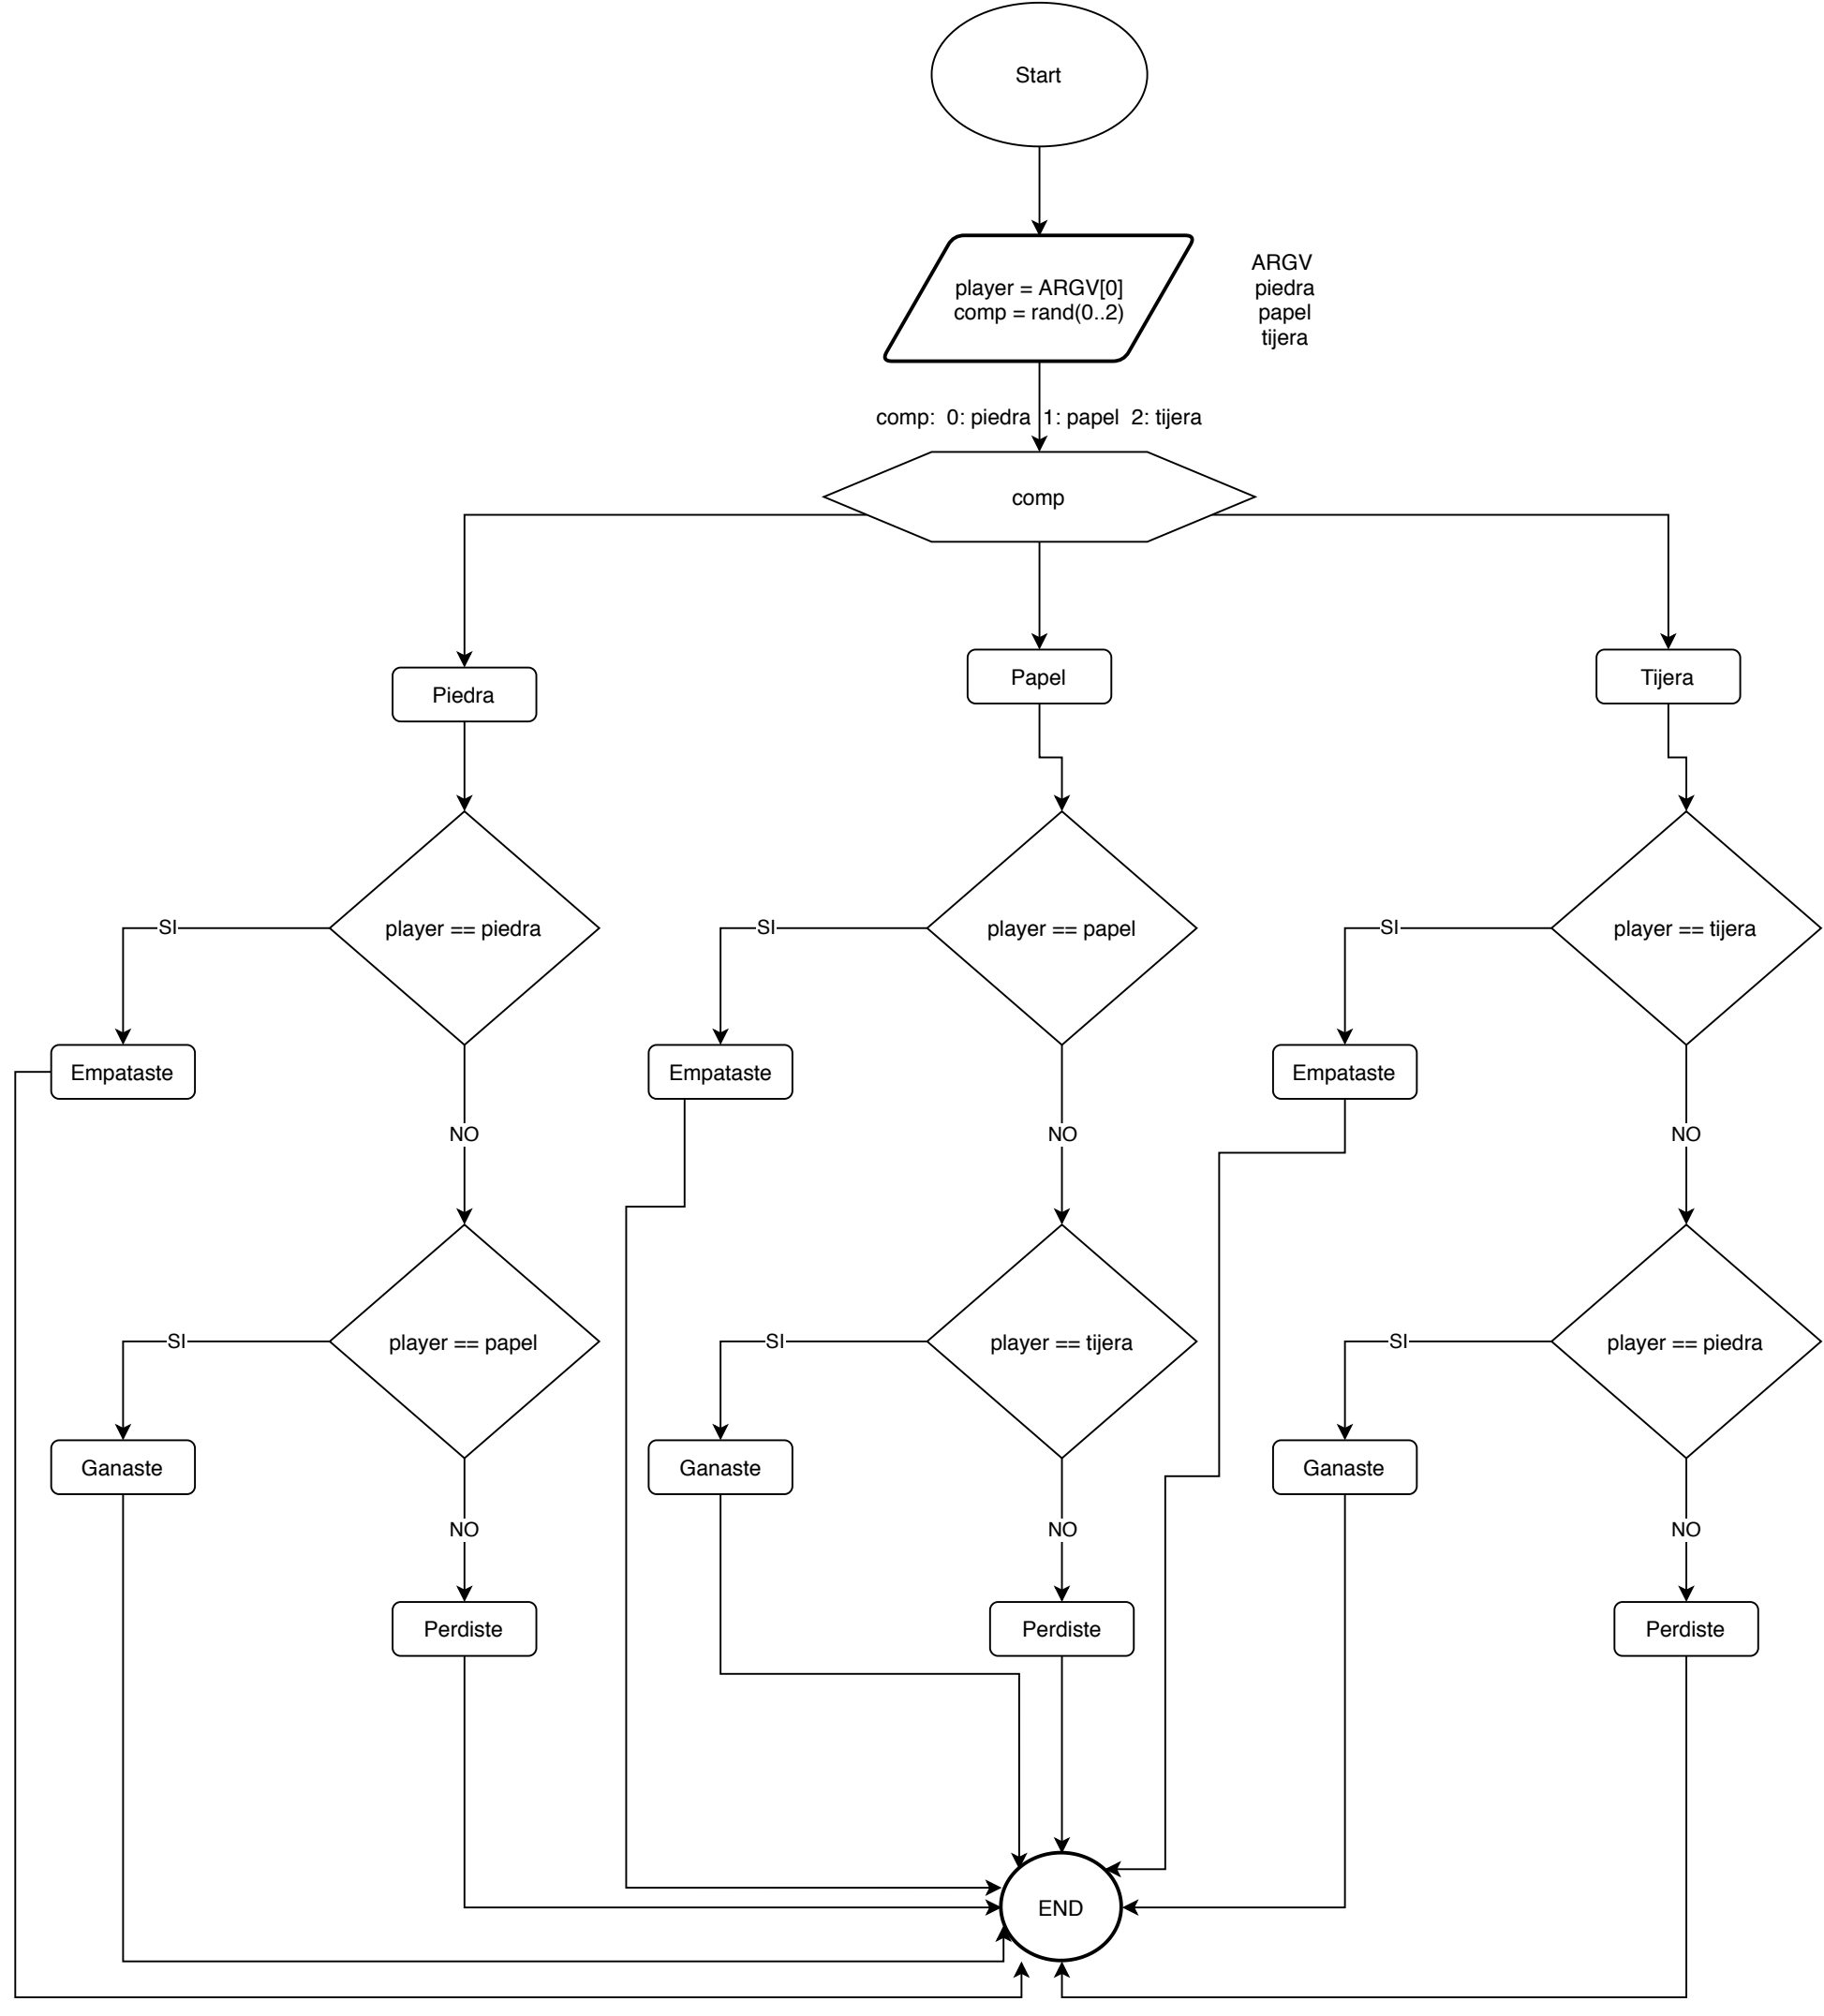 Start
player = ARGV[0]
comp = rand(0..2)
ARGV
piedra
papel
tijera
comp:  0: piedra  1: papel  2: tijera
comp
Piedra
Papel
Tijera
player == piedra
player == papel
player == tijera
SI
SI
SI
Empataste
Empataste
Empataste
NO
NO
NO
player == papel
player == tijera
player == piedra
SI
SI
SI
Ganaste
Ganaste
Ganaste
NO
NO
NO
Perdiste
Perdiste
Perdiste
END